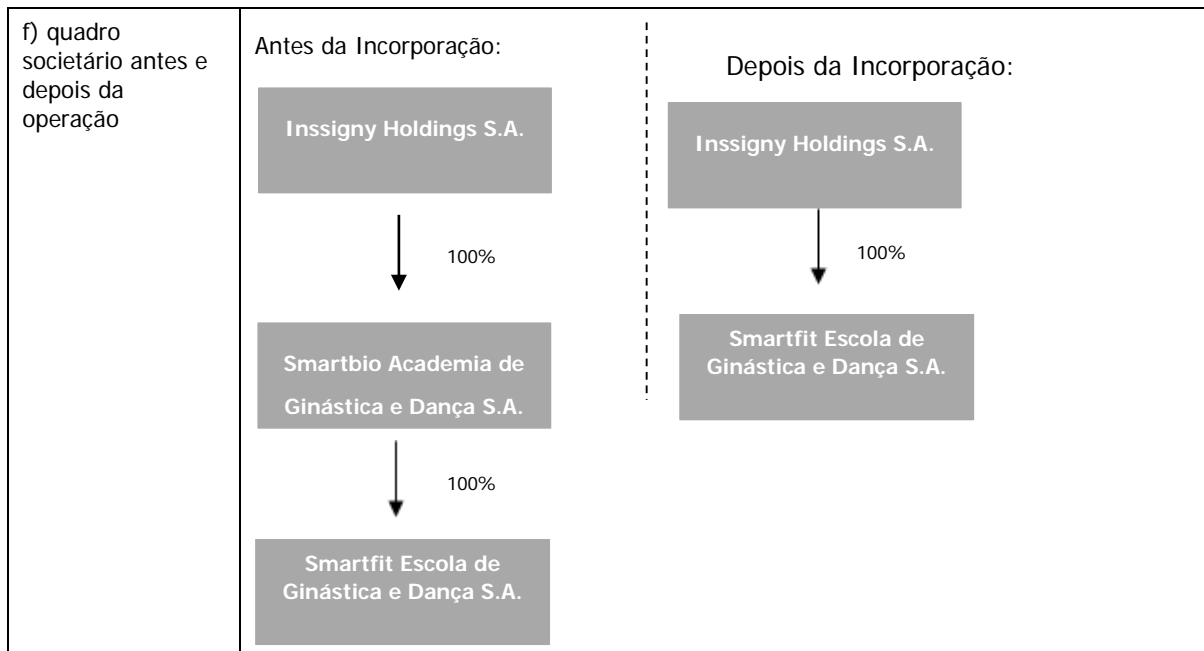 f) quadro
societário antes e
depois da
operação
Antes da Incorporação:
Inssigny Holdings S.A.
100%
Smartbio Academia de
Ginástica e Dança S.A.
100%
Smartfit Escola de
Ginástica e Dança S.A.
Depois da Incorporação:
Inssigny Holdings S.A.
100%
Smartfit Escola de
Ginástica e Dança S.A.